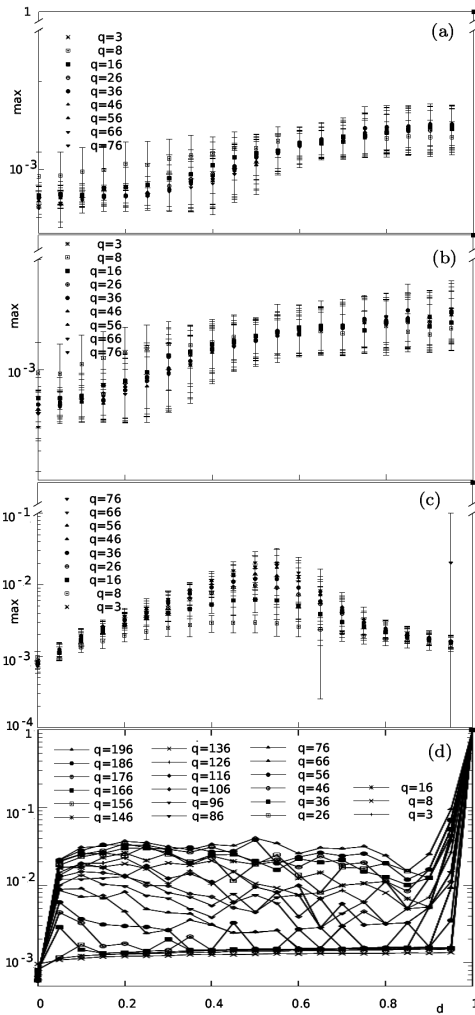 1
(a)
q=3
q=8
q=16
q=26
q=36
q=46
q=56
q=66
q=76
max
10-3
(b)
q=3
q=8
q=16
q=26
q=36
q=46
q=56
q=66
q=76
max
10-3
(c)
10-1
q=76
q=66
q=56
q=46
q=36
q=26
q=16
q=8
q=3
10-2
max
10-3
10-4
(d)
1
q=196 q=136 q=76
q=186 q=126 q=66
q=176 q=116 q=56 q=16
q=166 q=106 q=46 q=8
q=156 q=96 q=36 q=3
q=146 q=86 q=26
10-1
10-2
10-3
0 0.2 0.4 0.6 0.8 d 1